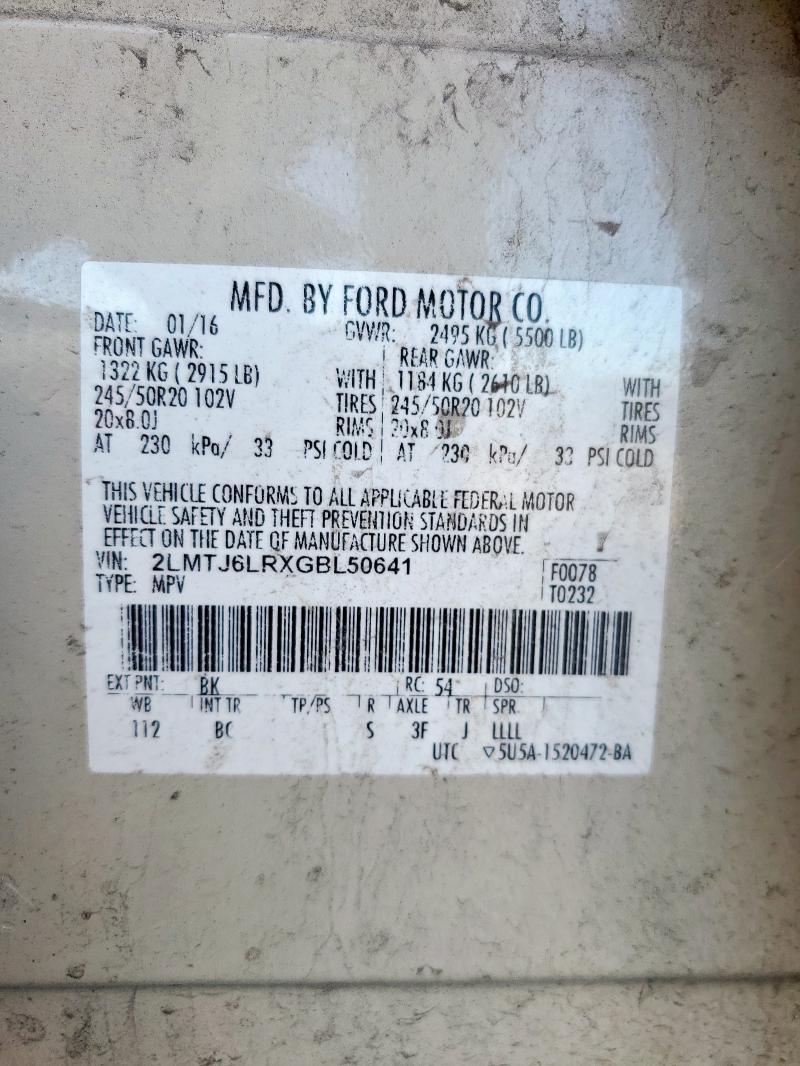 MFD. BY FORD MOTOR CO.
DATE: 01/16 GVWR: 2495 KG ( 5500 LB)
FRONT GAWR: REAR GAWR:
1322 KG ( 2915 LB) WITH 1184 KG ( 2610 LB) WITH
245/50R20 102V TIRES 245/50R20 102V TIRES
20x8.0J RIMS 20x8.0J RIMS
AT 230 kPa/ 33 PSI COLD AT 230 kPa/ 33 PSI COLD
THIS VEHICLE CONFORMS TO ALL APPLICABLE FEDERAL MOTOR
VEHICLE SAFETY AND THEFT PREVENTION STANDARDS IN
EFFECT ON THE DATE OF MANUFACTURE SHOWN ABOVE.
VIN: 2LMTJ6LRXGBL50641 F0078
TYPE: MPV T0232
EXT PNT: BK RC: 54 DSO:
WB INT TR TP/PS R AXLE TR SPR
112 BC S 3F J LLLL
UTC ▽5U5A-1520472-BA